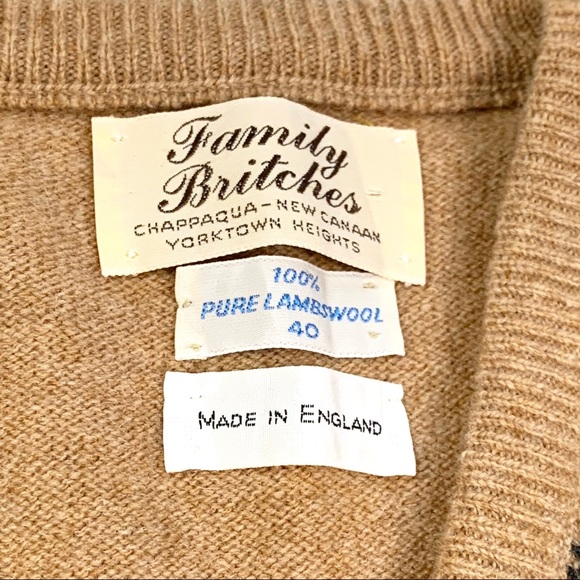 Family
Britches
CHAPPAQUA-NEW CANAAN
YORKTOWN HEIGHTS
100%
PURE LAMBSWOOL
40
MADE IN ENGLAND